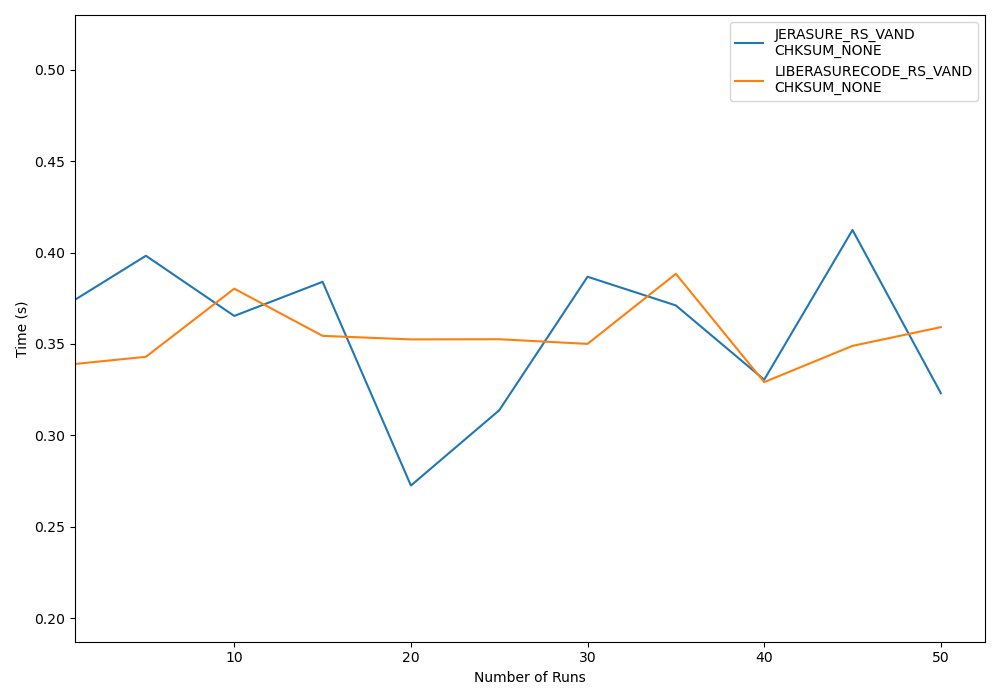 JERASURE_RS_VAND
CHKSUM_NONE
LIBERASURECODE_RS_VAND
CHKSUM_NONE
0.50
0.45
0.40
0.35
0.30
0.25
0.20
Time (s)
10 20 30 40 50
Number of Runs